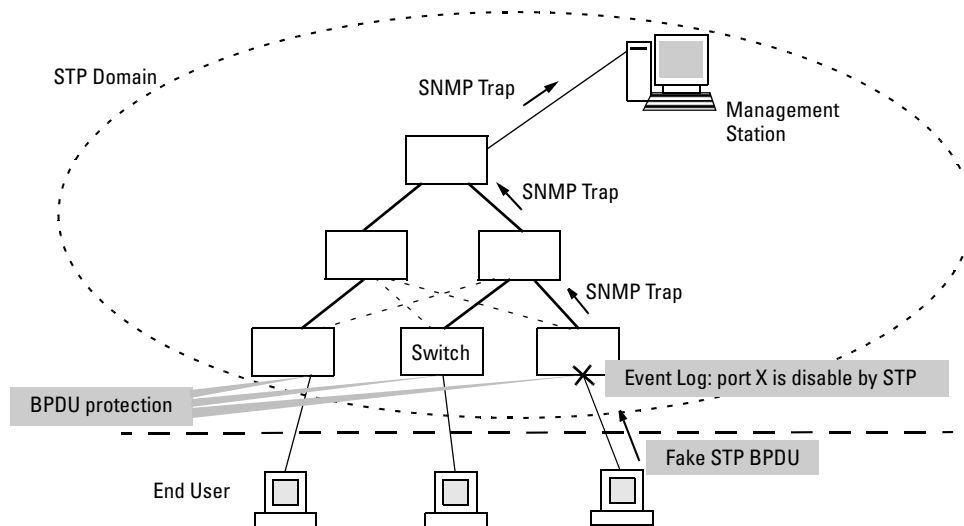 STP Domain
SNMP Trap
Management
Station
SNMP Trap
SNMP Trap
Switch
Event Log: port X is disable by STP
BPDU protection
Fake STP BPDU
End User